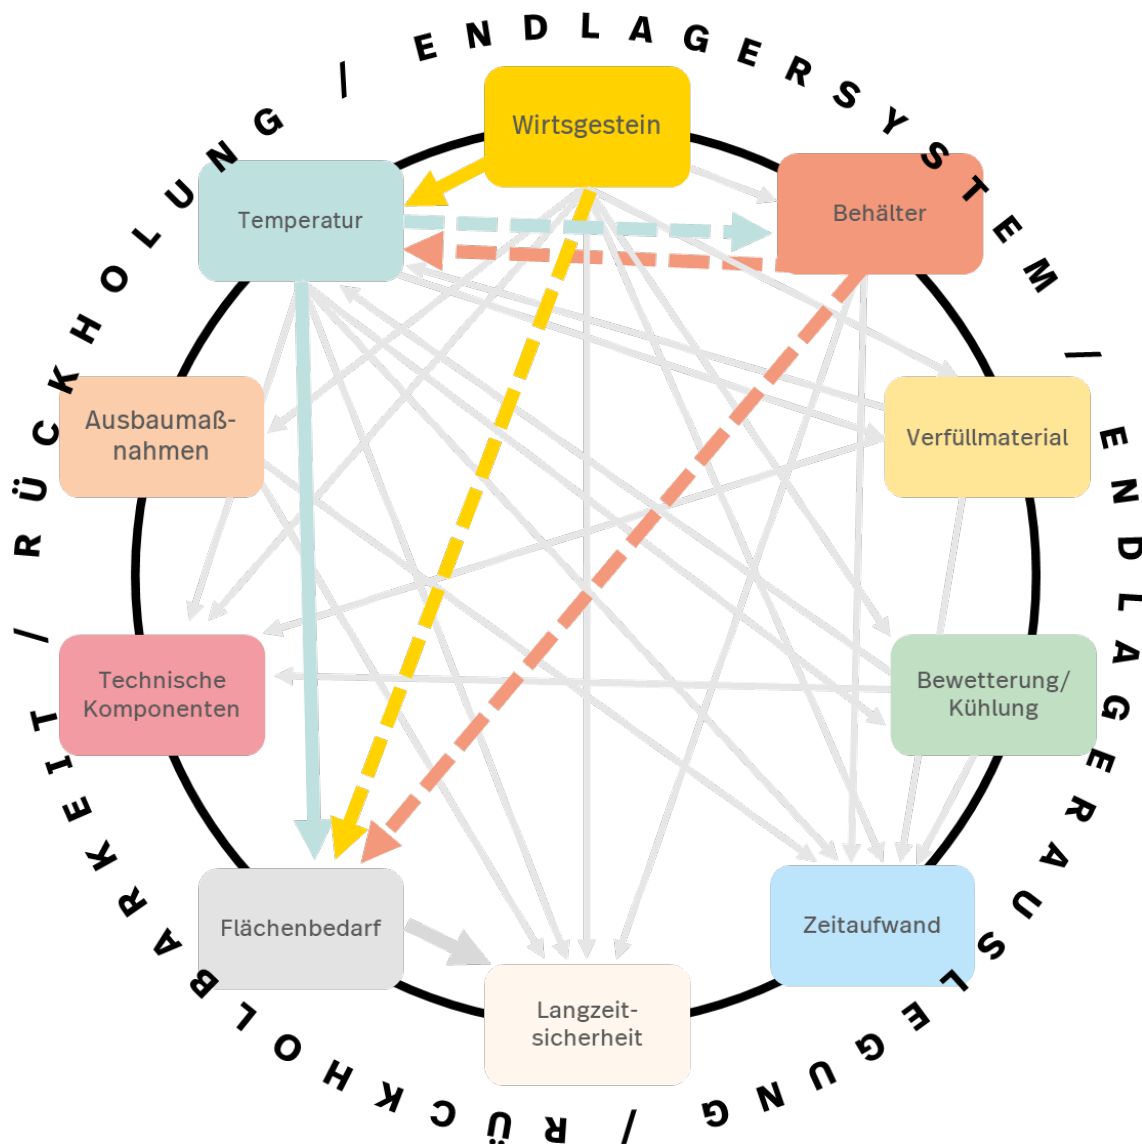 RÜCKHOLUNG / ENDLAGERSYSTEM / ENDLAGERAUSLEGUNG / RÜCKHOLBARKEIT /
Wirtsgestein
Temperatur
Behälter
Ausbaumaß-
nahmen
Verfüllmaterial
Technische
Komponenten
Bewetterung/
Kühlung
Flächenbedarf
Zeitaufwand
Langzeit-
sicherheit